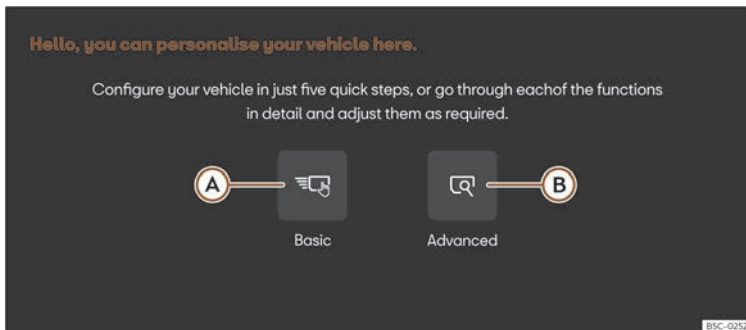 Hello, you can personalise your vehicle here.
Configure your vehicle in just five quick steps, or go through eachof the functions
in detail and adjust them as required.
A
B
Basic
Advanced
BSC-0252